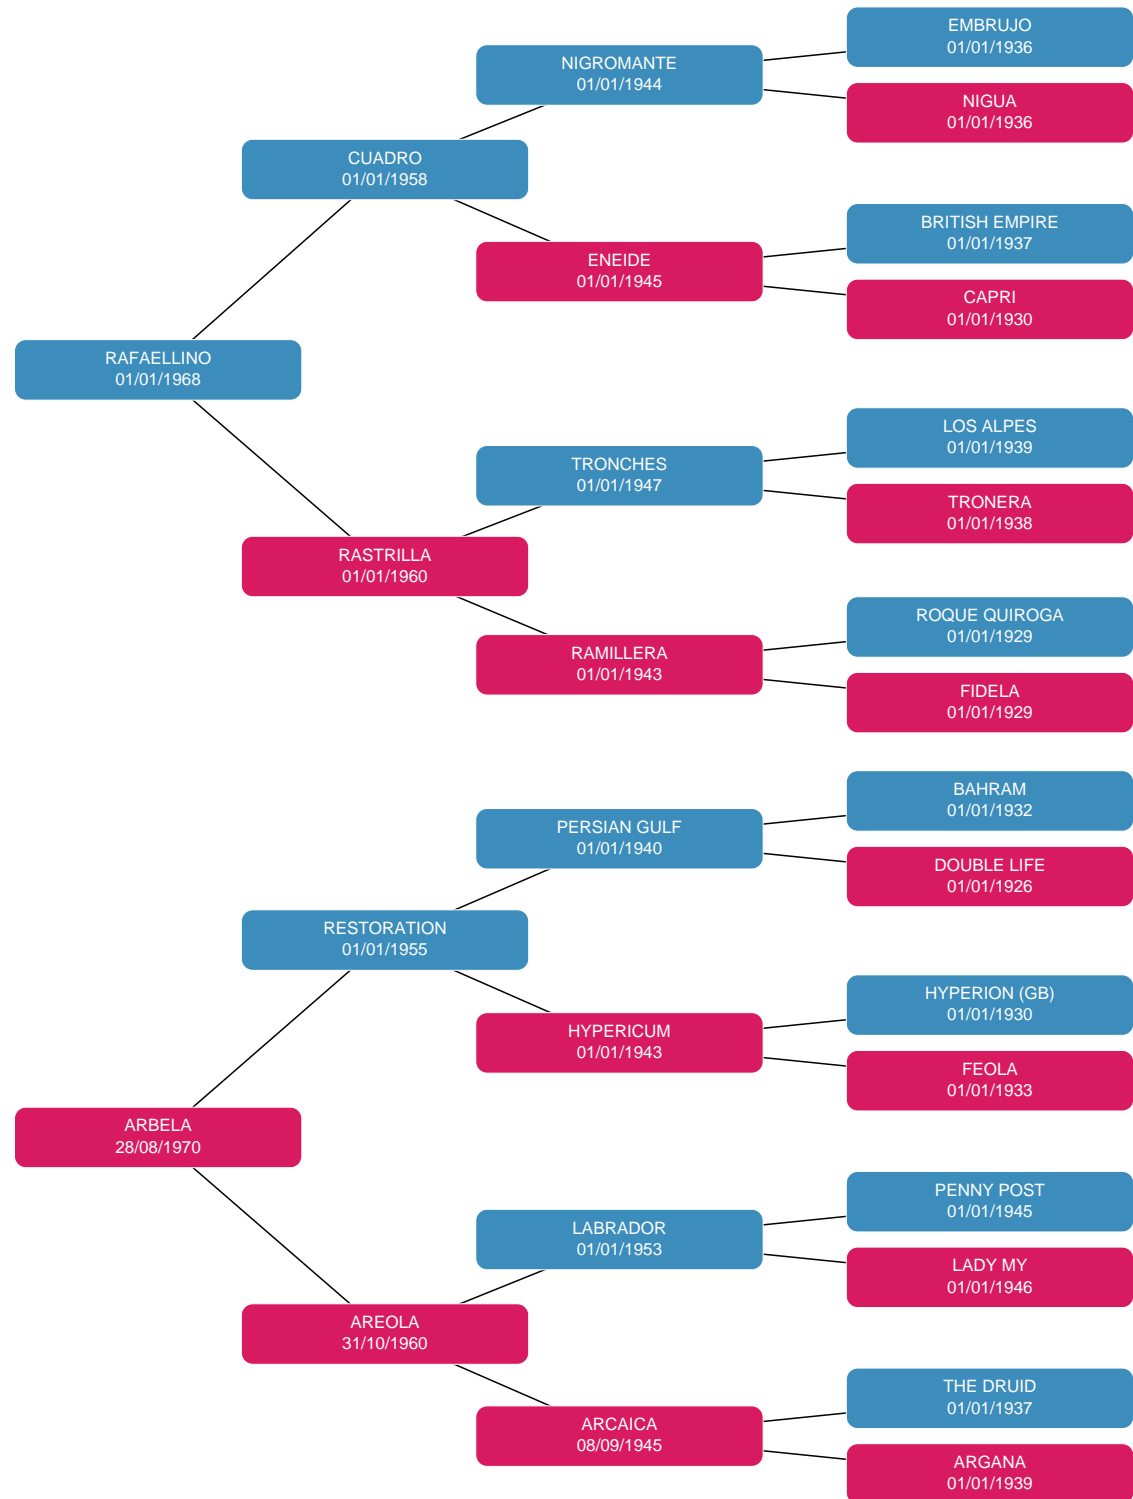 EMBRUJO
01/01/1936
NIGROMANTE
01/01/1944
NIGUA
01/01/1936
CUADRO
01/01/1958
BRITISH EMPIRE
01/01/1937
ENEIDE
01/01/1945
CAPRI
01/01/1930
RAFAELLINO
01/01/1968
LOS ALPES
01/01/1939
TRONCHES
01/01/1947
TRONERA
01/01/1938
RASTRILLA
01/01/1960
ROQUE QUIROGA
01/01/1929
RAMILLERA
01/01/1943
FIDELA
01/01/1929
BAHRAM
01/01/1932
PERSIAN GULF
01/01/1940
DOUBLE LIFE
01/01/1926
RESTORATION
01/01/1955
HYPERION (GB)
01/01/1930
HYPERICUM
01/01/1943
FEOLA
01/01/1933
ARBELA
28/08/1970
PENNY POST
01/01/1945
LABRADOR
01/01/1953
LADY MY
01/01/1946
AREOLA
31/10/1960
THE DRUID
01/01/1937
ARCAICA
08/09/1945
ARGANA
01/01/1939